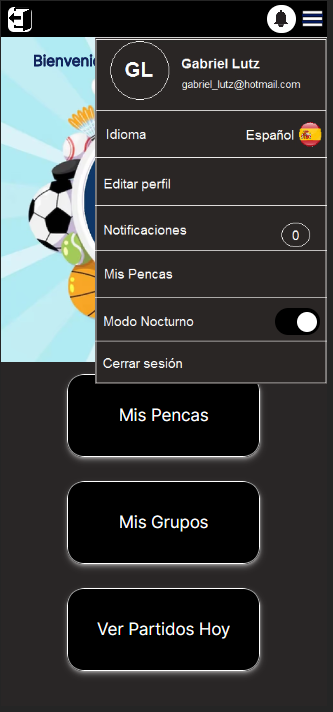 Bienveni
GL
Gabriel Lutz
gabriel_lutz@hotmail.com
Idioma
Español
Editar perfil
Notificaciones
0
Mis Pencas
Modo Nocturno
Cerrar sesión
Mis Pencas
Mis Grupos
Ver Partidos Hoy